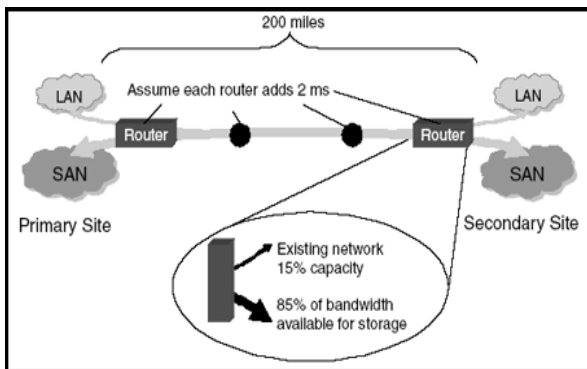 200 miles
LAN
Assume each router adds 2 ms
LAN
Router
Router
SAN
SAN
Primary Site
Secondary Site
Existing network
15% capacity
85% of bandwidth
available for storage